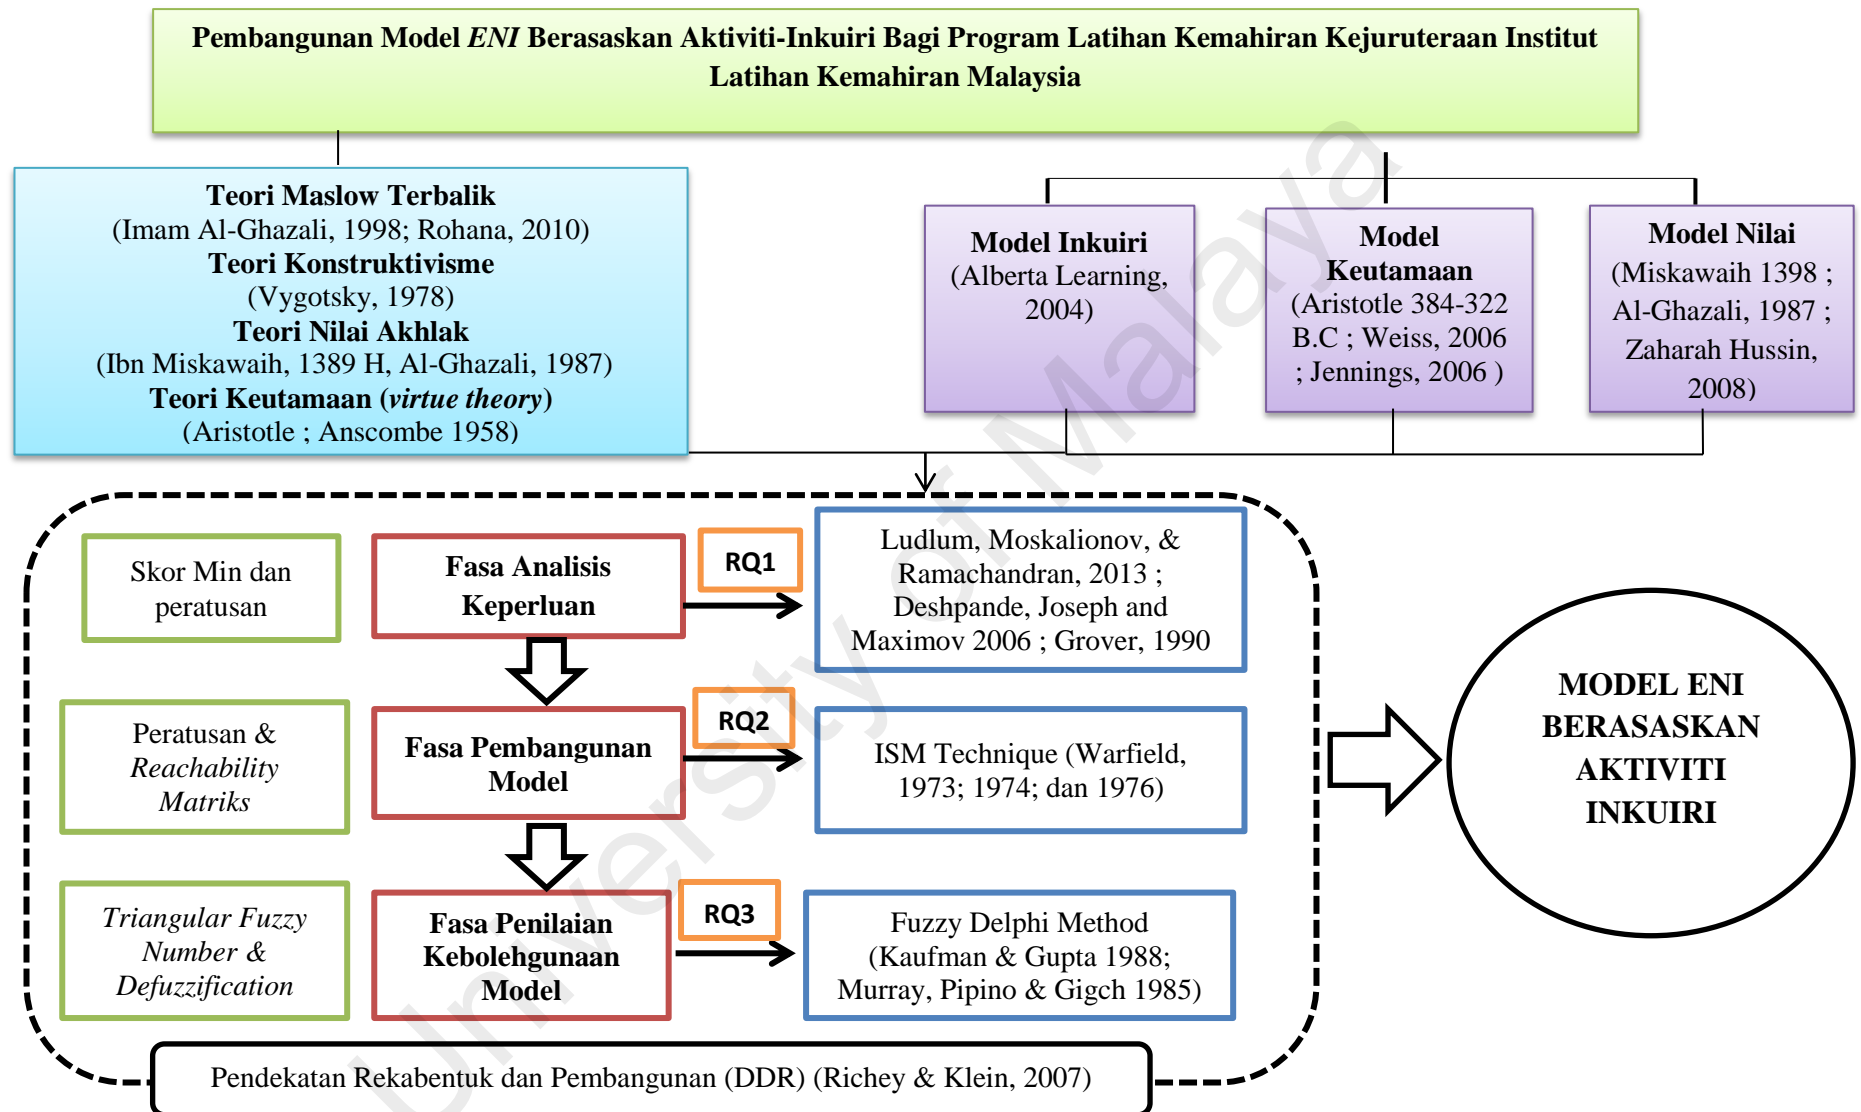 Pembangunan Model ENI Berasaskan Aktiviti-Inkuiri Bagi Program Latihan Kemahiran Kejuruteraan Institut
Latihan Kemahiran Malaysia
Teori Maslow Terbalik
(Imam Al-Ghazali, 1998; Rohana, 2010)
Teori Konstruktivisme
(Vygotsky, 1978)
Teori Nilai Akhlak
(Ibn Miskawaih, 1389 H, Al-Ghazali, 1987)
Teori Keutamaan (virtue theory)
(Aristotle ; Anscombe 1958)
Model Inkuiri
(Alberta Learning,
2004)
Model
Keutamaan
(Aristotle 384-322
B.C ; Weiss, 2006
; Jennings, 2006 )
Model Nilai
(Miskawaih 1398 ;
Al-Ghazali, 1987 ;
Zaharah Hussin,
2008)
Skor Min dan
peratusan
Fasa Analisis
Keperluan
RQ1
Ludlum, Moskalionov, &
Ramachandran, 2013 ;
Deshpande, Joseph and
Maximov 2006 ; Grover, 1990
Peratusan &
Reachability
Matriks
Fasa Pembangunan
Model
RQ2
ISM Technique (Warfield,
1973; 1974; dan 1976)
Triangular Fuzzy
Number &
Defuzzification
Fasa Penilaian
Kebolehgunaan
Model
RQ3
Fuzzy Delphi Method
(Kaufman & Gupta 1988;
Murray, Pipino & Gigch 1985)
Pendekatan Rekabentuk dan Pembangunan (DDR) (Richey & Klein, 2007)
MODEL ENI
BERASASKAN
AKTIVITI
INKUIRI
University of Malaya